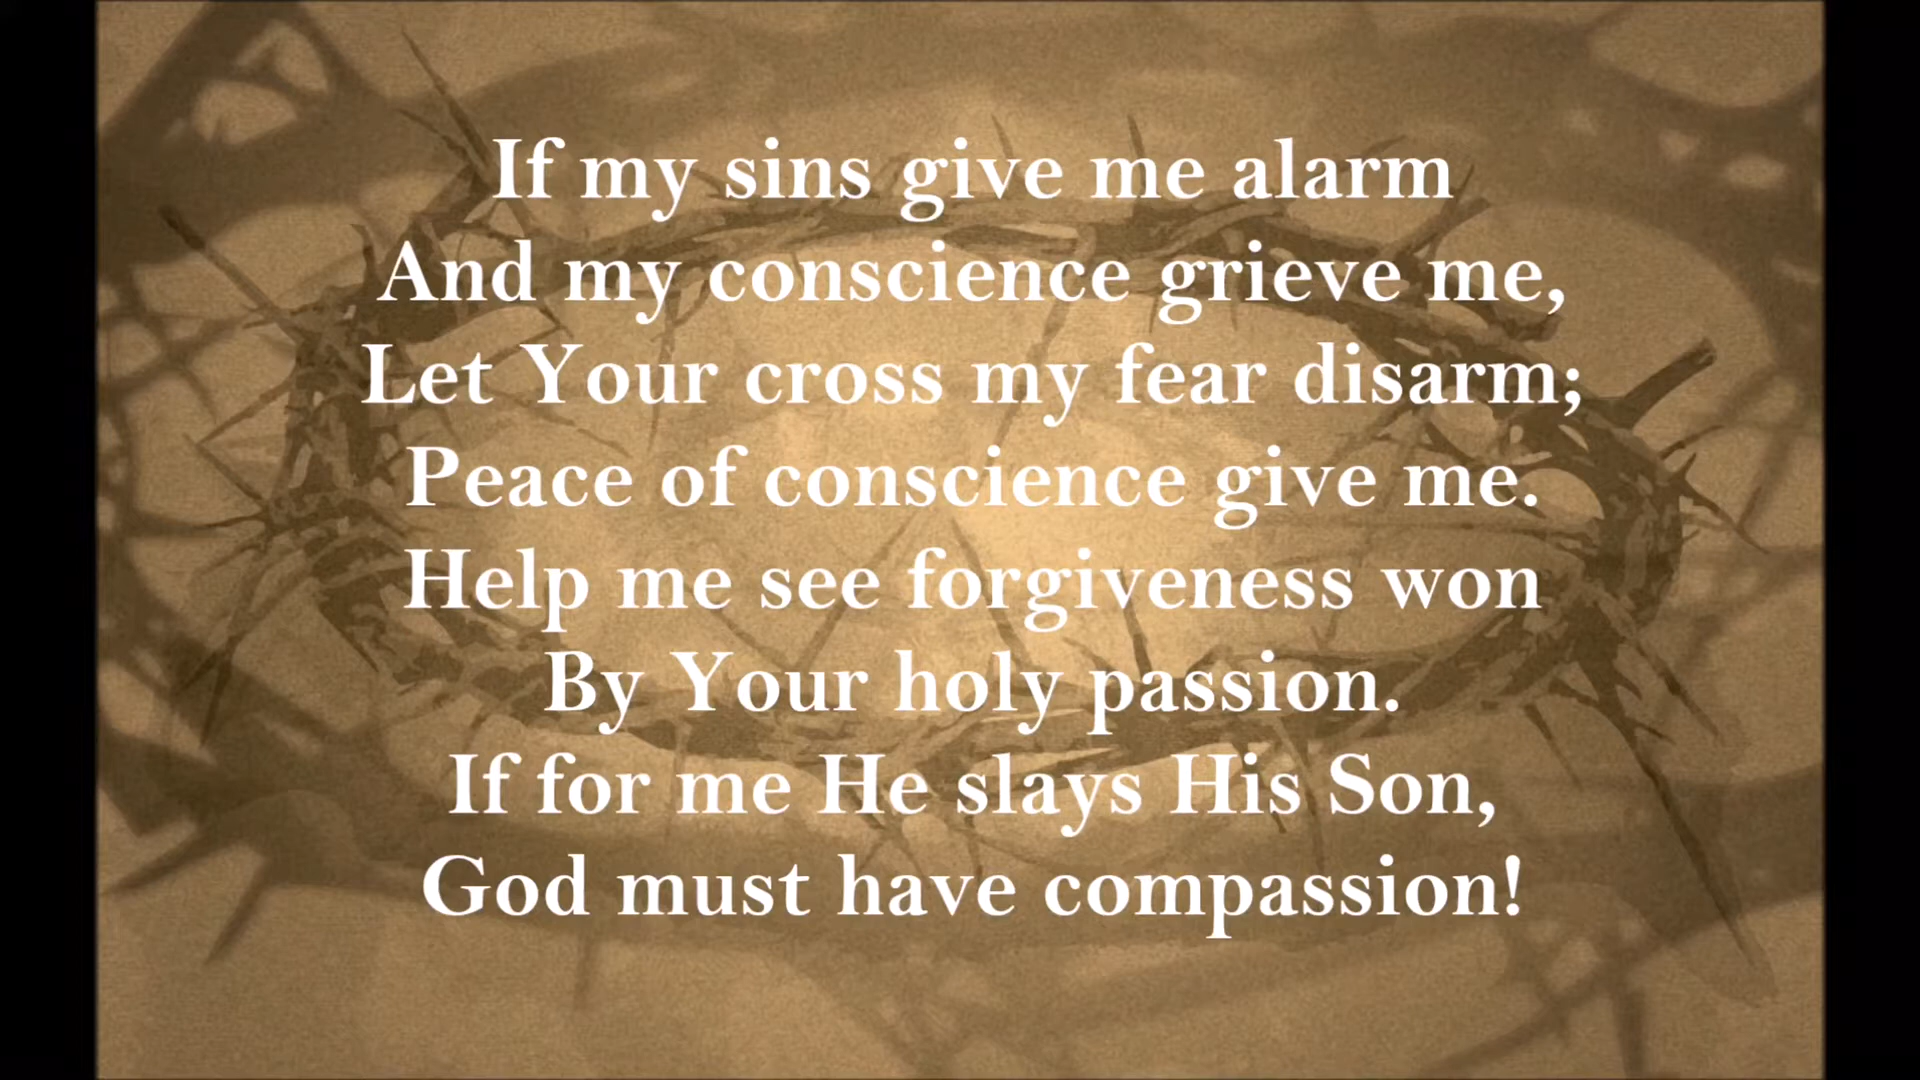 If my sins give me alarm
And my conscience grieve me,
Let Your cross my fear disarm;
Peace of conscience give me.
Help me see forgiveness won
By Your holy passion.
If for me He slays His Son,
God must have compassion!